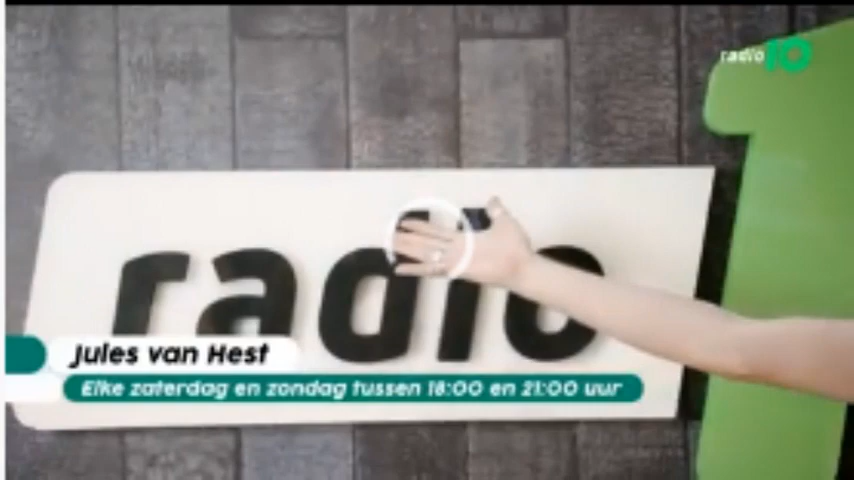 radio 10
radio
Jules van Hest
Elke zaterdag en zondag tussen 18:00 en 21:00 uur